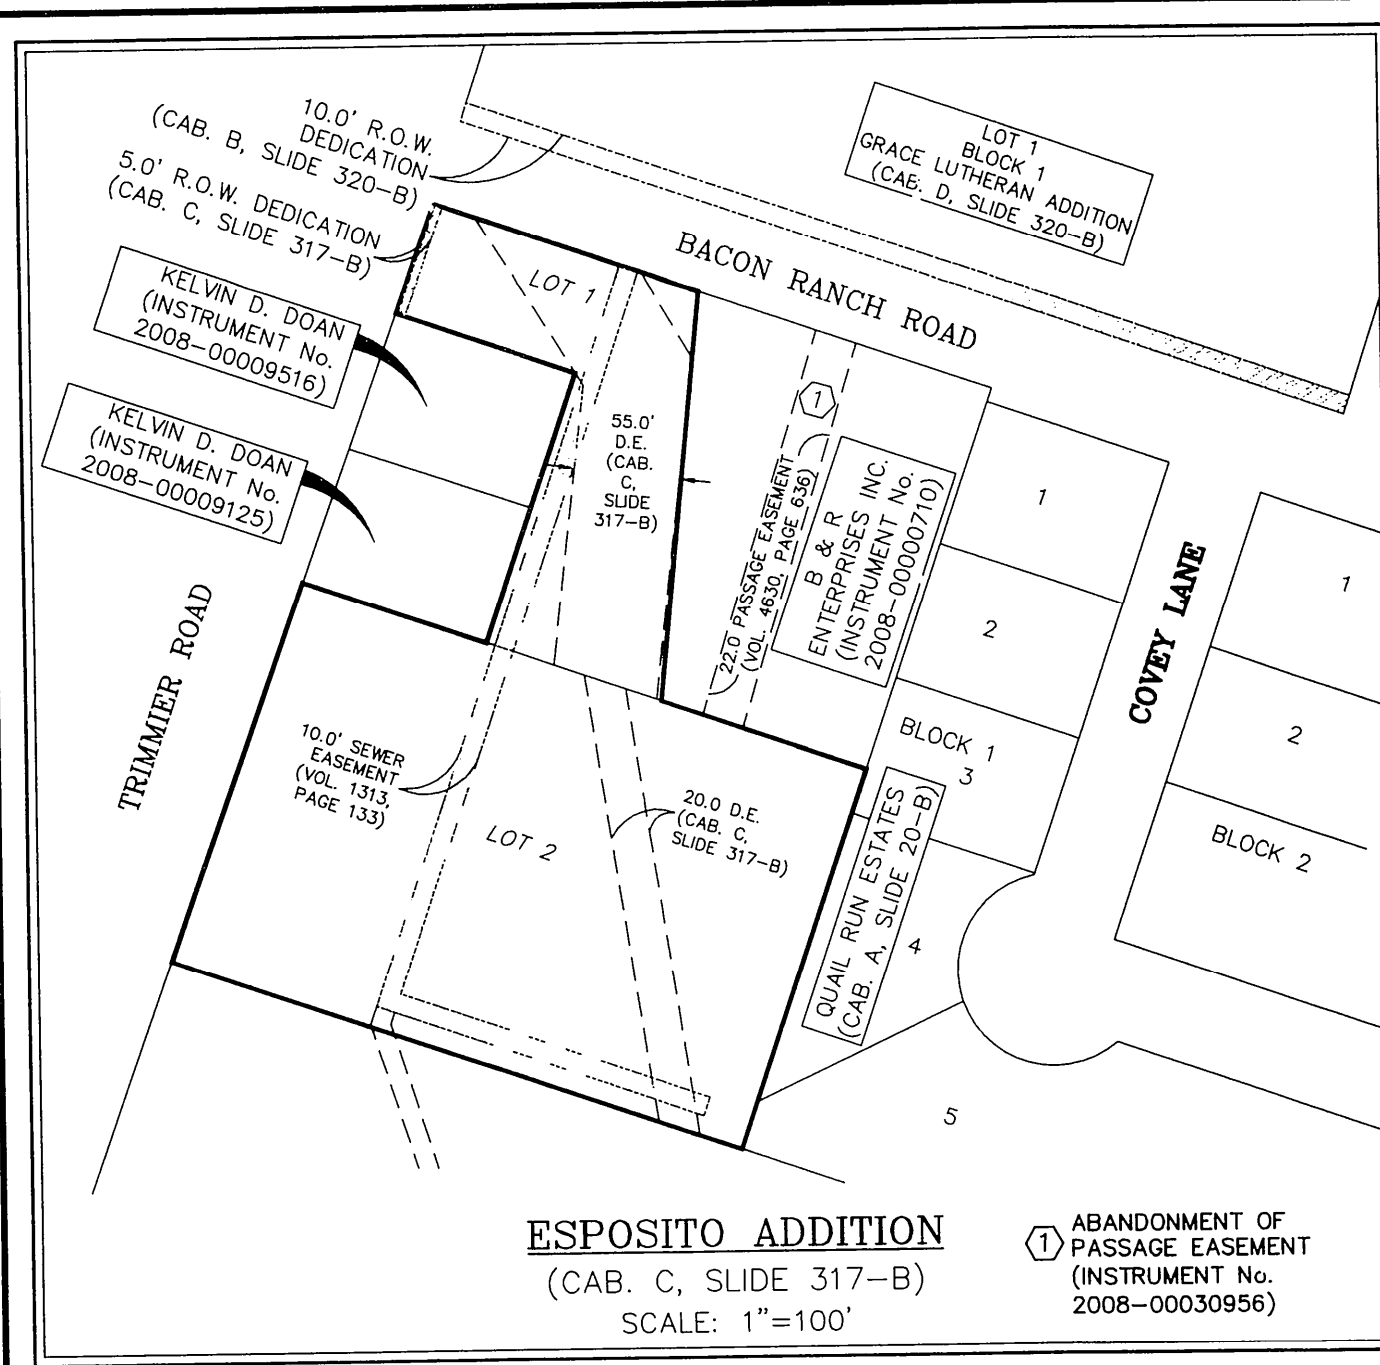 10.0' R.O.W.
DEDICATION
(CAB. B, SLIDE 320-B)
5.0' R.O.W. DEDICATION
(CAB. C, SLIDE 317-B)
LOT 1
BLOCK 1
GRACE LUTHERAN ADDITION
(CAB. D, SLIDE 320-B)
BACON RANCH ROAD
LOT 1
KELVIN D. DOAN
(INSTRUMENT No.
2008-00009516)
KELVIN D. DOAN
(INSTRUMENT No.
2008-00009125)
55.0'
D.E.
(CAB.
C,
SLIDE
317-B)
1
22.0 PASSAGE EASEMENT
(VOL. 4630, PAGE 636)
B & R
ENTERPRISES INC.
(INSTRUMENT No.
2008-00000710)
1
2
BLOCK 1
3
4
5
COVEY LANE
1
2
BLOCK 2
TRIMMIER ROAD
10.0' SEWER
EASEMENT
(VOL. 1313,
PAGE 133)
LOT 2
20.0 D.E.
(CAB. C,
SLIDE 317-B)
QUAIL RUN ESTATES
(CAB. A, SLIDE 20-B)
ESPOSITO ADDITION
(CAB. C, SLIDE 317-B)
SCALE: 1"=100'
1
ABANDONMENT OF
PASSAGE EASEMENT
(INSTRUMENT No.
2008-00030956)